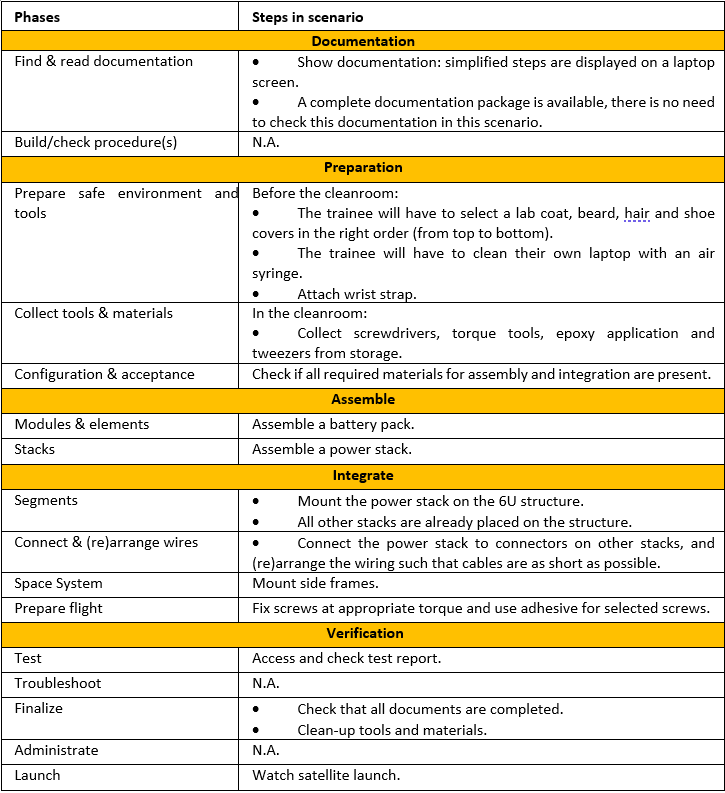 Phases Steps in scenario
Documentation
Find & read documentation
• Show documentation: simplified steps are displayed on a laptop
screen.
• A complete documentation package is available, there is no need
to check this documentation in this scenario.
Build/check procedure(s) N.A.
Preparation
Prepare safe environment and
tools
Before the cleanroom:
• The trainee will have to select a lab coat, beard, hair and shoe
covers in the right order (from top to bottom).
• The trainee will have to clean their own laptop with an air
syringe.
• Attach wrist strap.
Collect tools & materials
In the cleanroom:
• Collect screwdrivers, torque tools, epoxy application and
tweezers from storage.
Configuration & acceptance Check if all required materials for assembly and integration are present.
Assemble
Modules & elements Assemble a battery pack.
Stacks Assemble a power stack.
Integrate
Segments
• Mount the power stack on the 6U structure.
• All other stacks are already placed on the structure.
Connect & (re)arrange wires
• Connect the power stack to connectors on other stacks, and
(re)arrange the wiring such that cables are as short as possible.
Space System Mount side frames.
Prepare flight Fix screws at appropriate torque and use adhesive for selected screws.
Verification
Test Access and check test report.
Troubleshoot N.A.
Finalize
• Check that all documents are completed.
• Clean-up tools and materials.
Administrate N.A.
Launch Watch satellite launch.